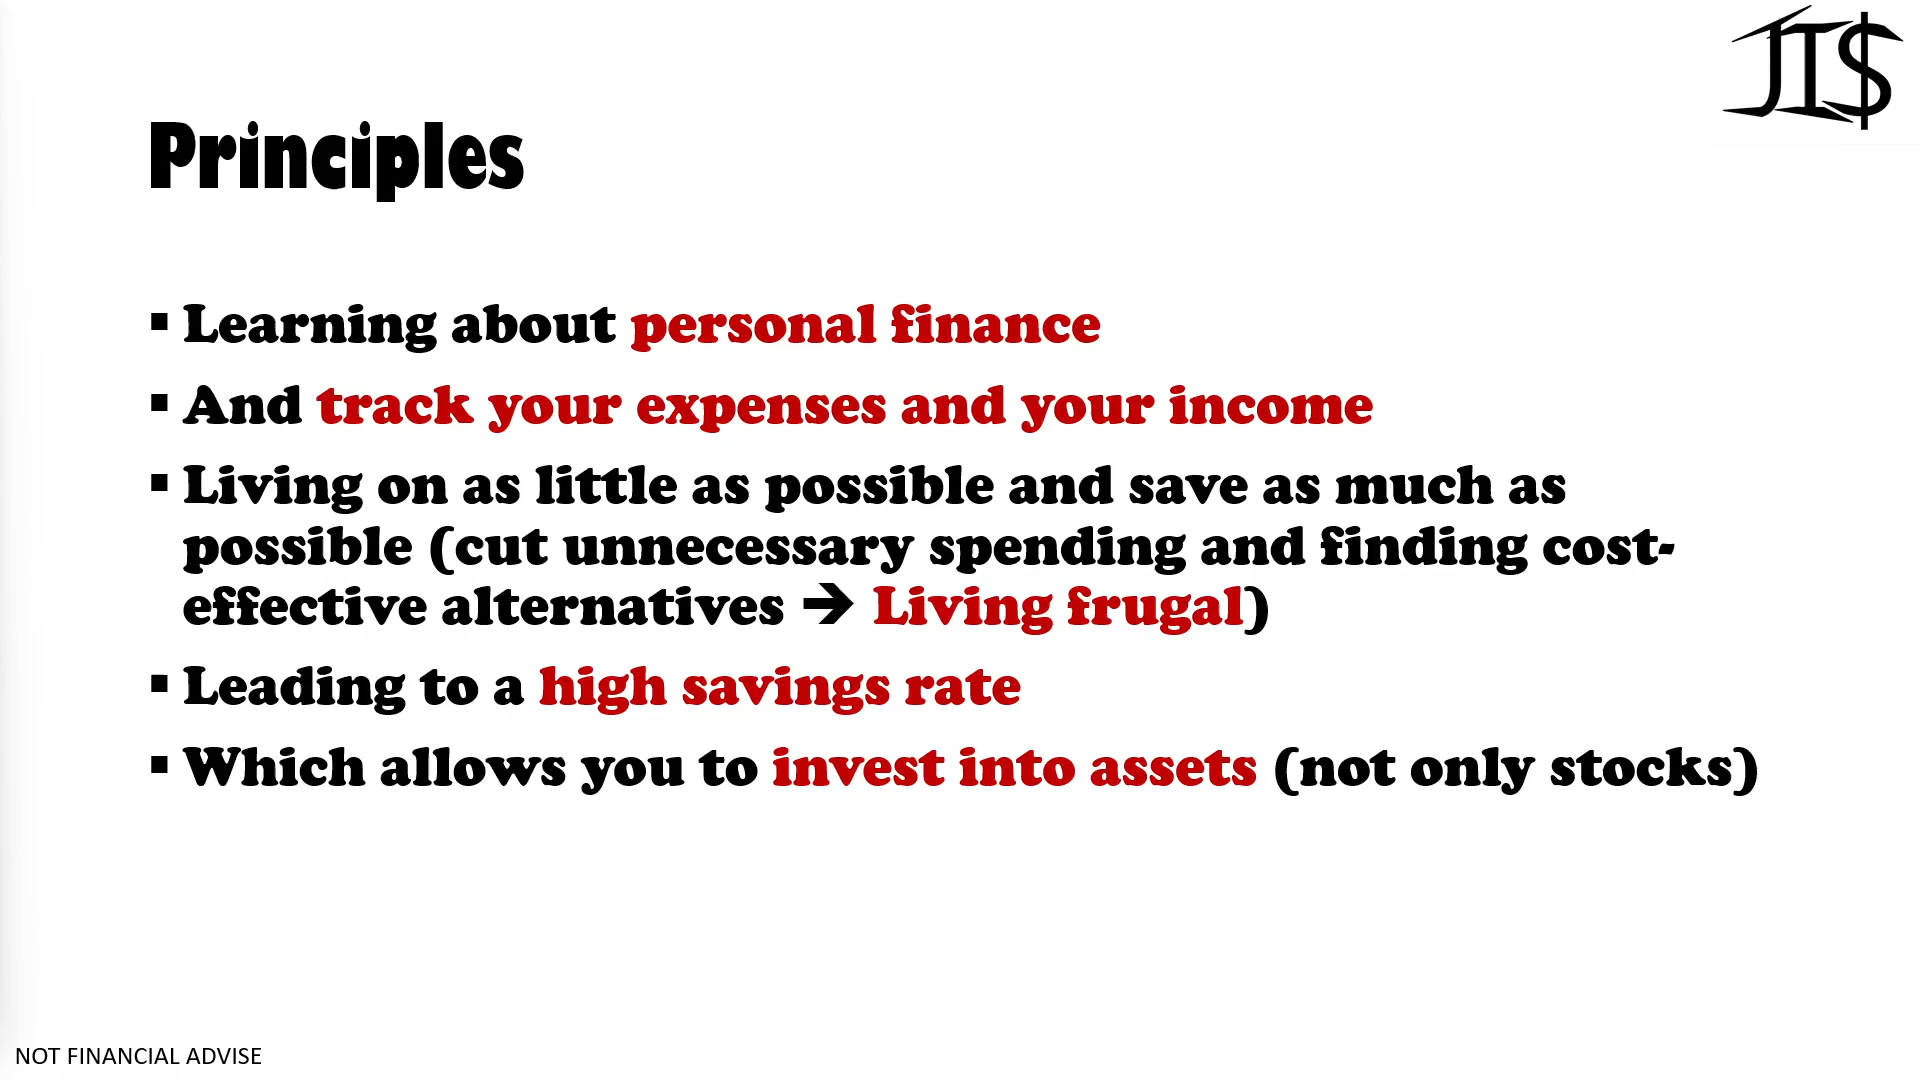 JI$
Principles
▪ Learning about personal finance
▪ And track your expenses and your income
▪ Living on as little as possible and save as much as
possible (cut unnecessary spending and finding cost-
effective alternatives → Living frugal)
▪ Leading to a high savings rate
▪ Which allows you to invest into assets (not only stocks)
NOT FINANCIAL ADVISE